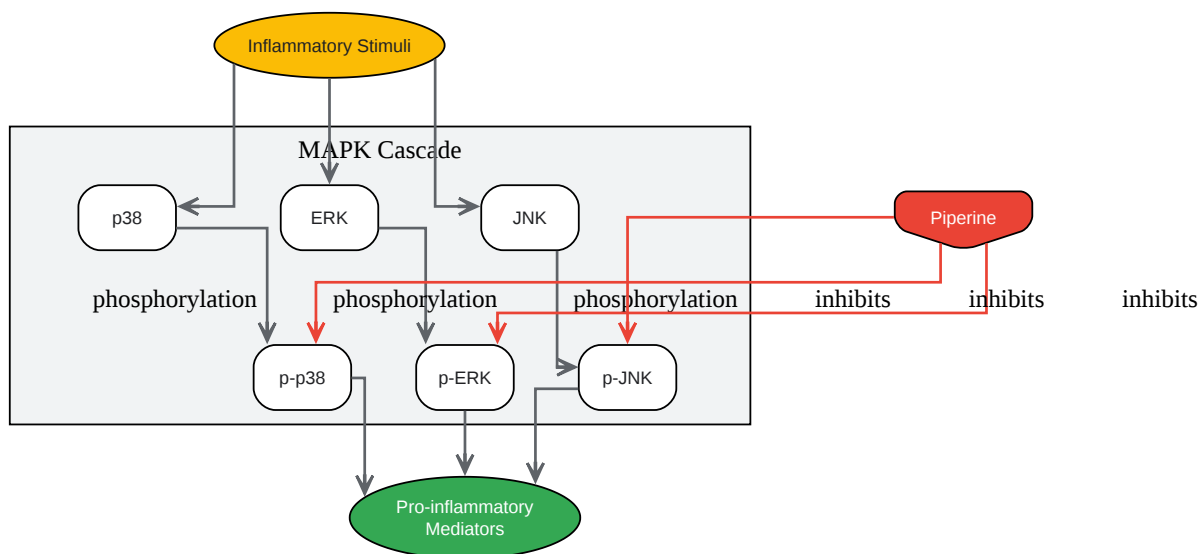 Inflammatory Stimuli
MAPK Cascade
p38
ERK
JNK
Piperine
phosphorylation
phosphorylation
phosphorylation
inhibits
inhibits
inhibits
p-p38
p-ERK
p-JNK
Pro-inflammatory
Mediators